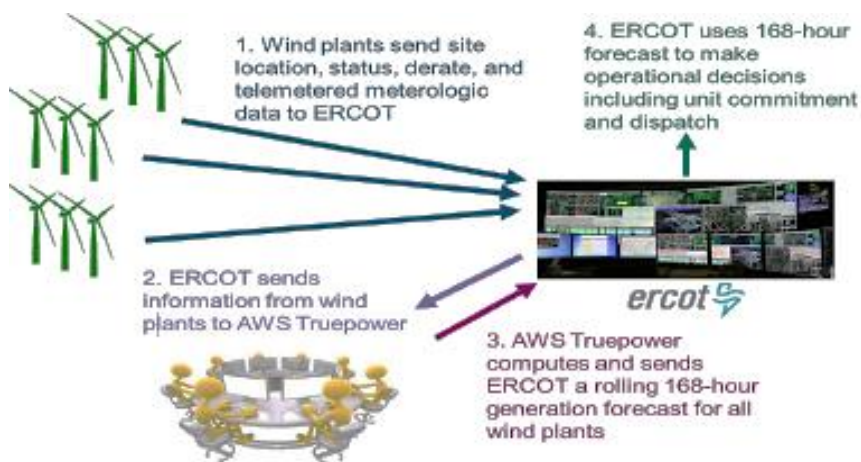 1. Wind plants send site
location, status, derate, and
telemetered meterologic
data to ERCOT
4. ERCOT uses 168-hour
forecast to make
operational decisions
including unit commitment
and dispatch
2. ERCOT sends
information from wind
plants to AWS Truepower
ercot
3. AWS Truepower
computes and sends
ERCOT a rolling 168-hour
generation forecast for all
wind plants